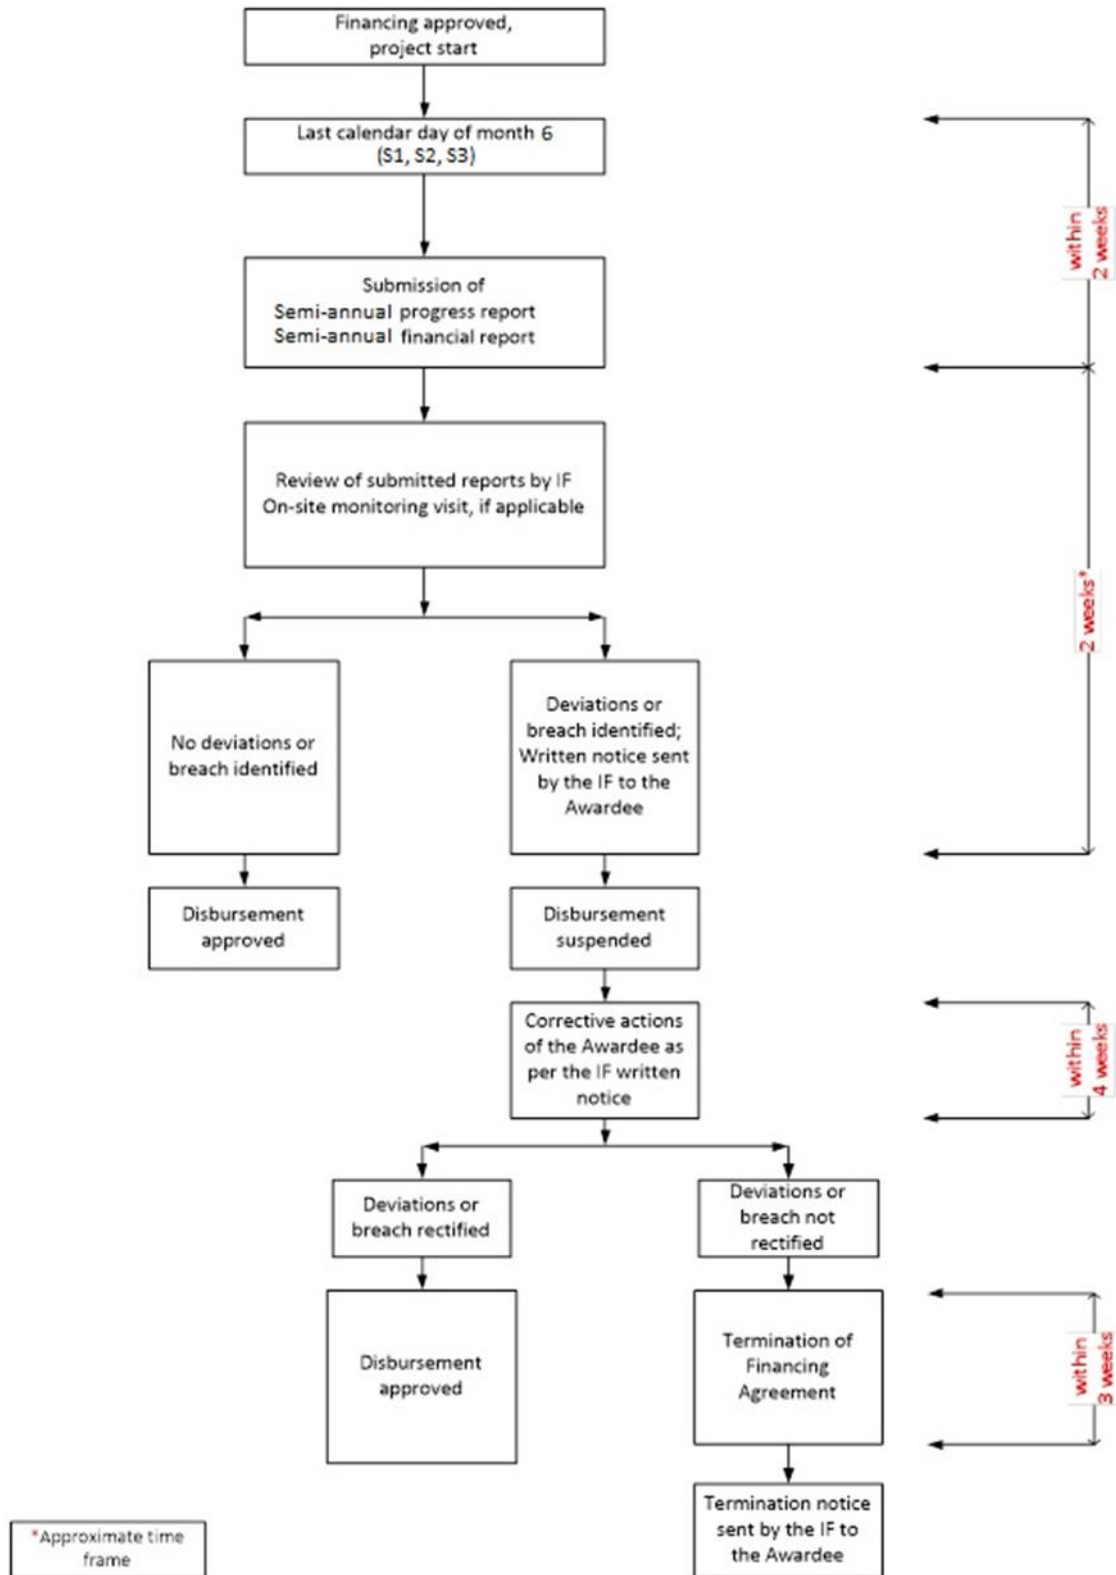 Financing approved,
project start
Last calendar day of month 6
(S1, S2, S3)
within
2 weeks
Submission of
Semi-annual progress report
Semi-annual financial report
Review of submitted reports by IF
On-site monitoring visit, if applicable
2 weeks*
No deviations or
breach identified
Deviations or
breach identified;
Written notice sent
by the IF to the
Awardee
Disbursement
approved
Disbursement
suspended
Corrective actions
of the Awardee as
per the IF written
notice
within
4 weeks
Deviations or
breach rectified
Deviations or
breach not
rectified
Disbursement
approved
Termination of
Financing
Agreement
within
3 weeks
Termination notice
sent by the IF to
the Awardee
*Approximate time
frame